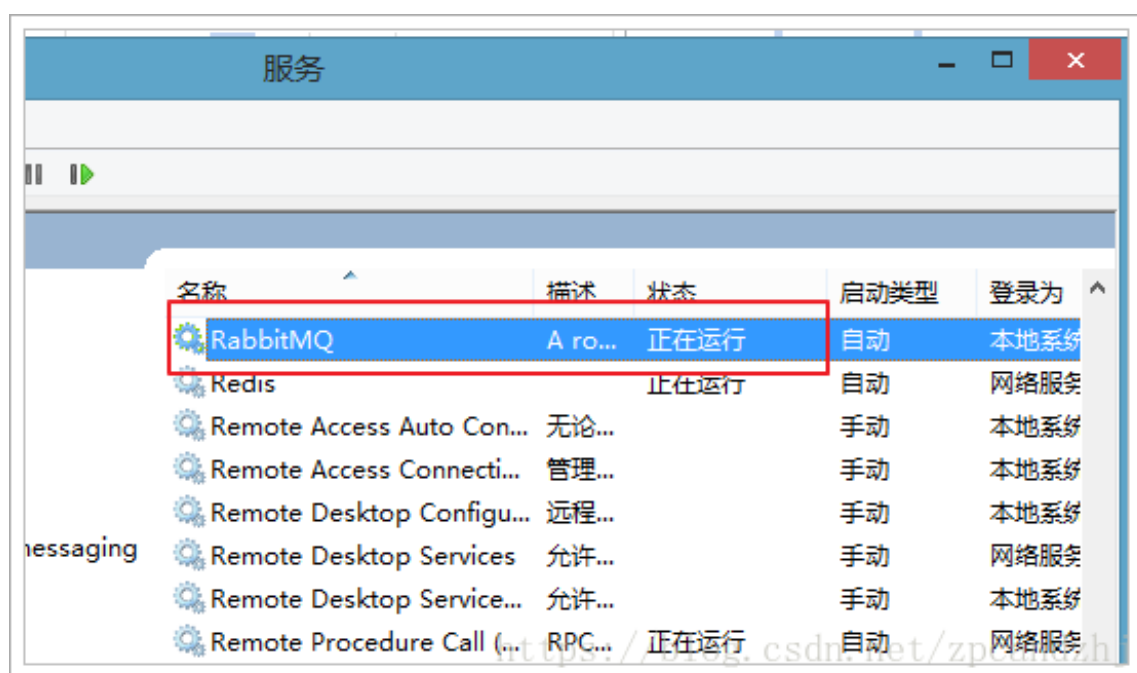 服务
名称 描述 状态 启动类型 登录为
RabbitMQ A ro... 正在运行 自动 本地系统
Redis 正在运行 自动 网络服务
Remote Access Auto Con... 无论... 手动 本地系统
Remote Access Connecti... 管理... 手动 本地系统
Remote Desktop Configu... 远程... 手动 本地系统
essaging Remote Desktop Services 允许... 手动 网络服务
Remote Desktop Service... 允许... 手动 本地系统
Remote Procedure Call (... RPC... 正在运行 自动 网络服务
https://blog.csdn.net/zpcandzhj